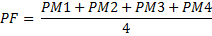 PF = (PM1 + PM2 + PM3 + PM4) / 4